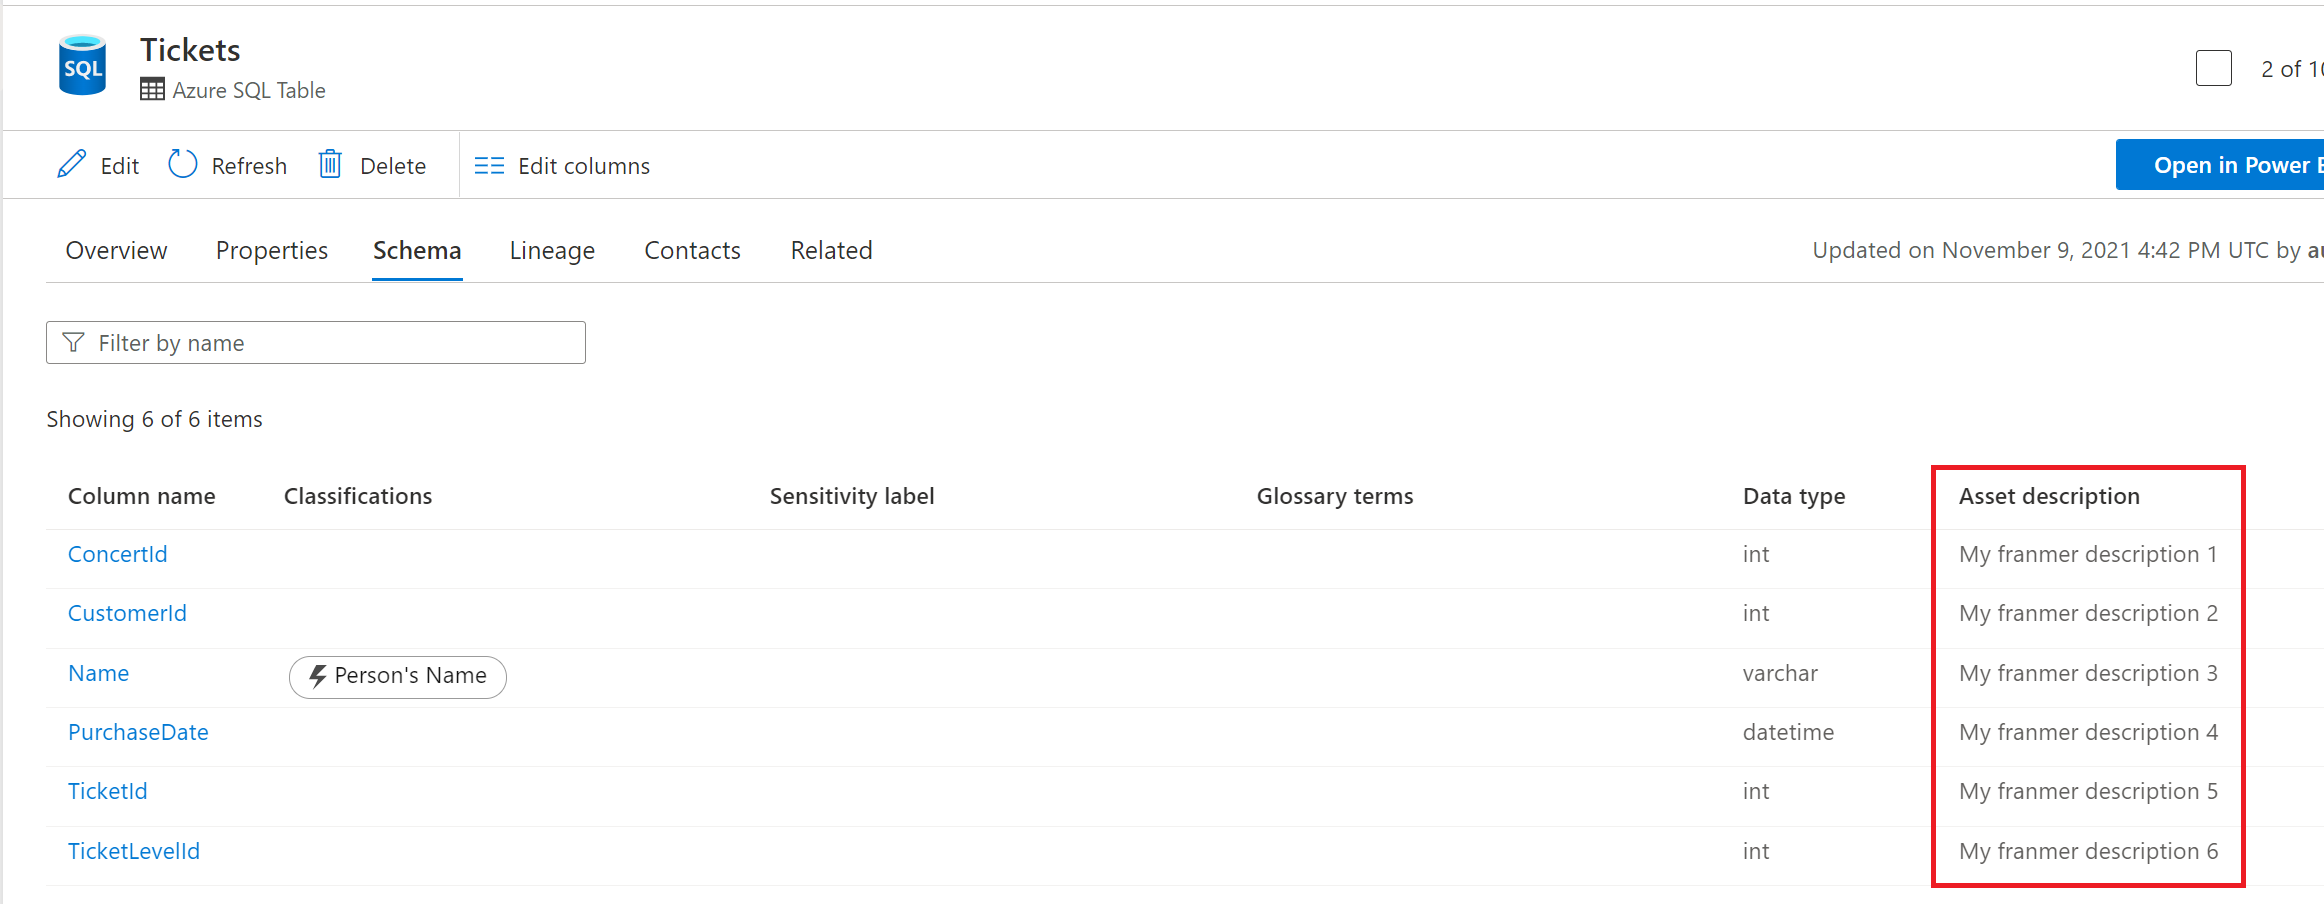 SQL
Tickets
Azure SQL Table
2 of
Edit Refresh Delete Edit columns Open in Power
Overview Properties Schema Lineage Contacts Related Updated on November 9, 2021 4:42 PM UTC by
Filter by name
Showing 6 of 6 items
Column name Classifications Sensitivity label Glossary terms Data type Asset description
ConcertId int My franmer description 1
CustomerId int My franmer description 2
Name Person's Name varchar My franmer description 3
PurchaseDate datetime My franmer description 4
TicketId int My franmer description 5
TicketLevelId int My franmer description 6